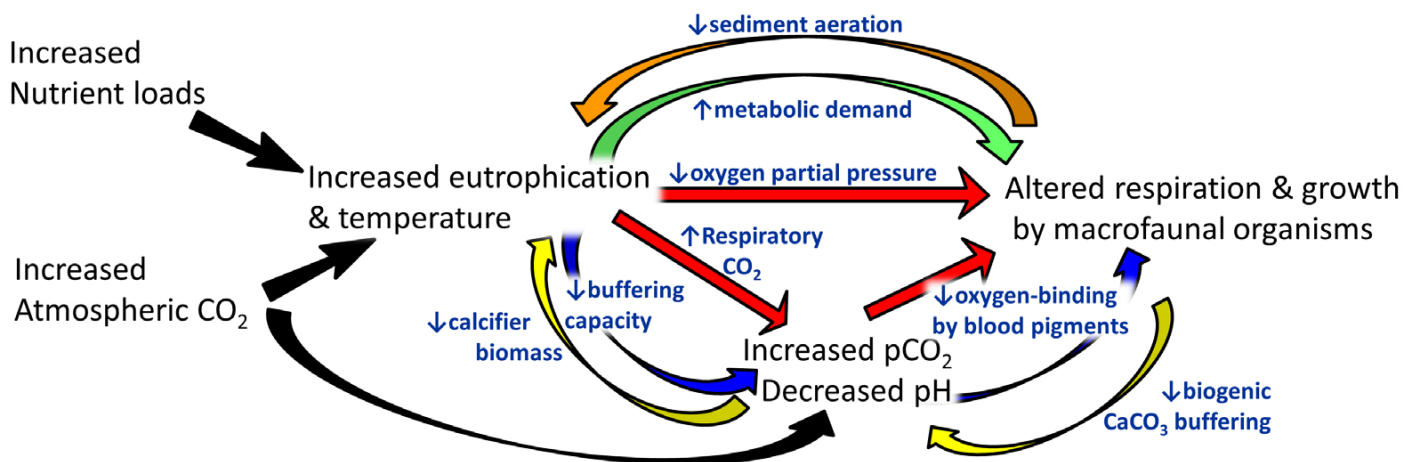 ↓sediment aeration
Increased
Nutrient loads
↑metabolic demand
↓oxygen partial pressure
Increased eutrophication
& temperature
Altered respiration & growth
by macrofaunal organisms
↑Respiratory
CO₂
Increased
Atmospheric CO₂
↓buffering
capacity
↓oxygen-binding
by blood pigments
↓calcifier
biomass
Increased pCO₂
Decreased pH
↓biogenic
CaCO₃ buffering